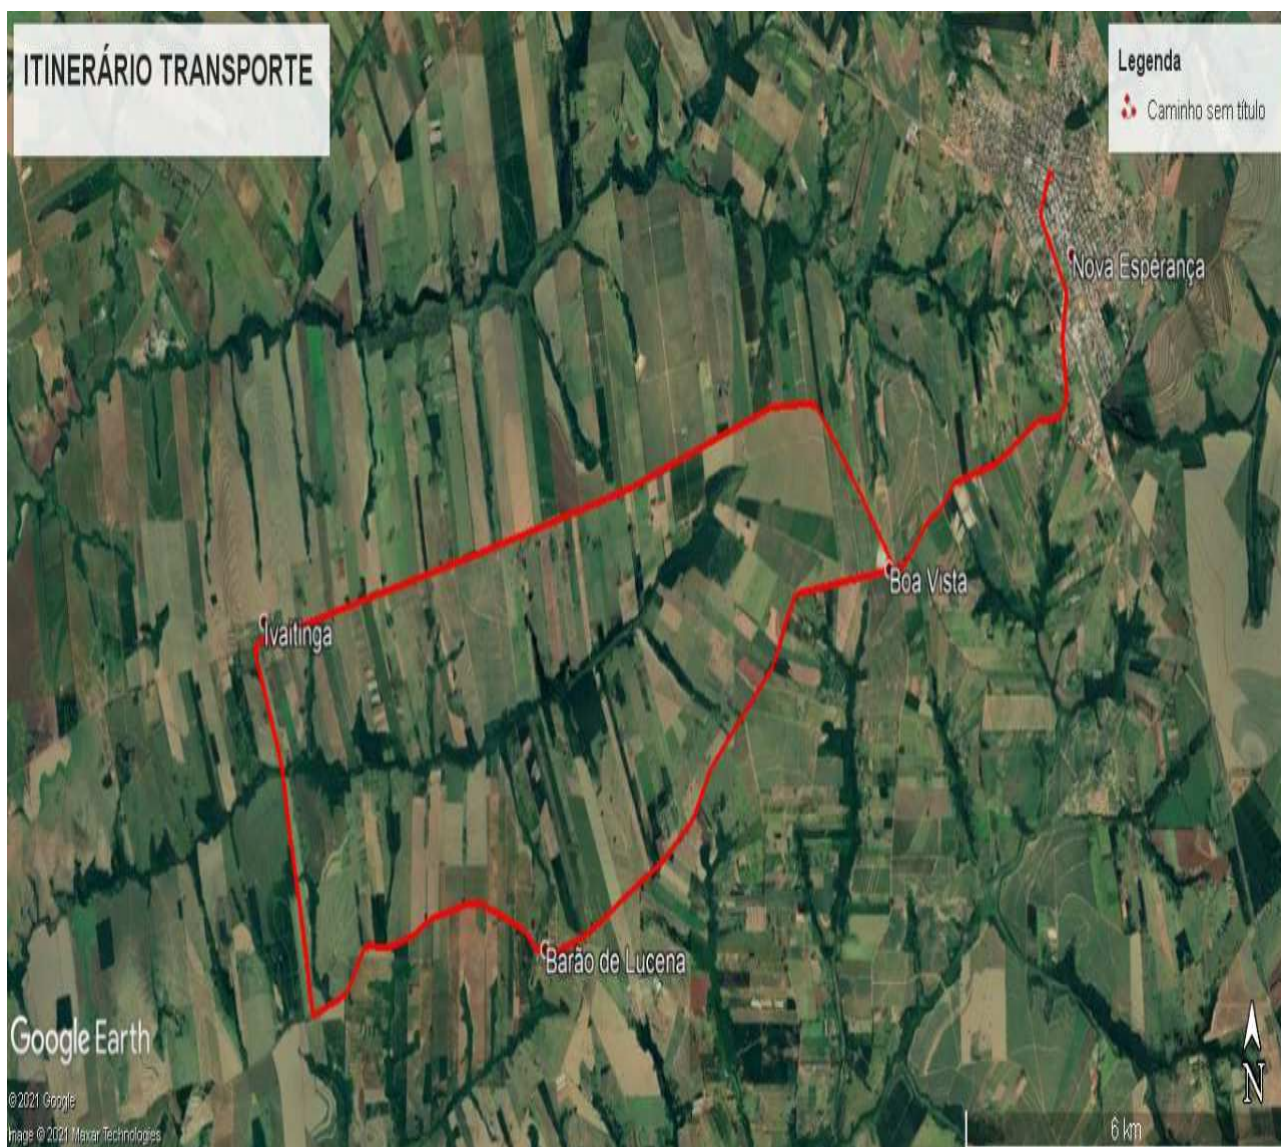 ITINERÁRIO TRANSPORTE
Legenda
Caminho sem título
Nova Esperança
Boa Vista
Ivaitinga
Barão de Lucena
Google Earth
© 2021 Google
Image © 2021 Maxar Technologies
N
6 km